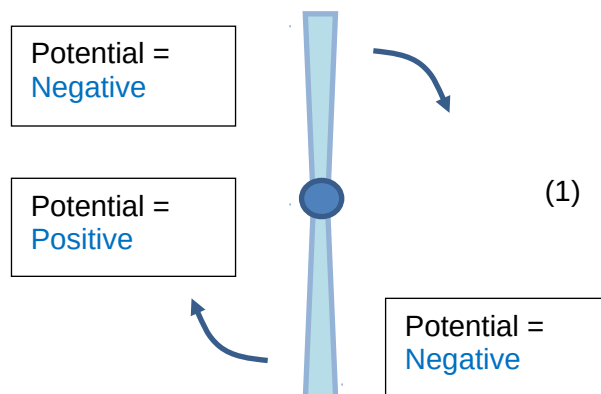 Potential =
Negative
Potential =
Positive
(1)
Potential =
Negative